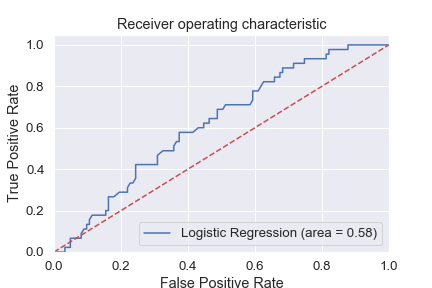 Receiver operating characteristic
1.0
0.8
0.6
0.4
0.2
0.0
True Positive Rate
Logistic Regression (area = 0.58)
0.0 0.2 0.4 0.6 0.8 1.0
False Positive Rate